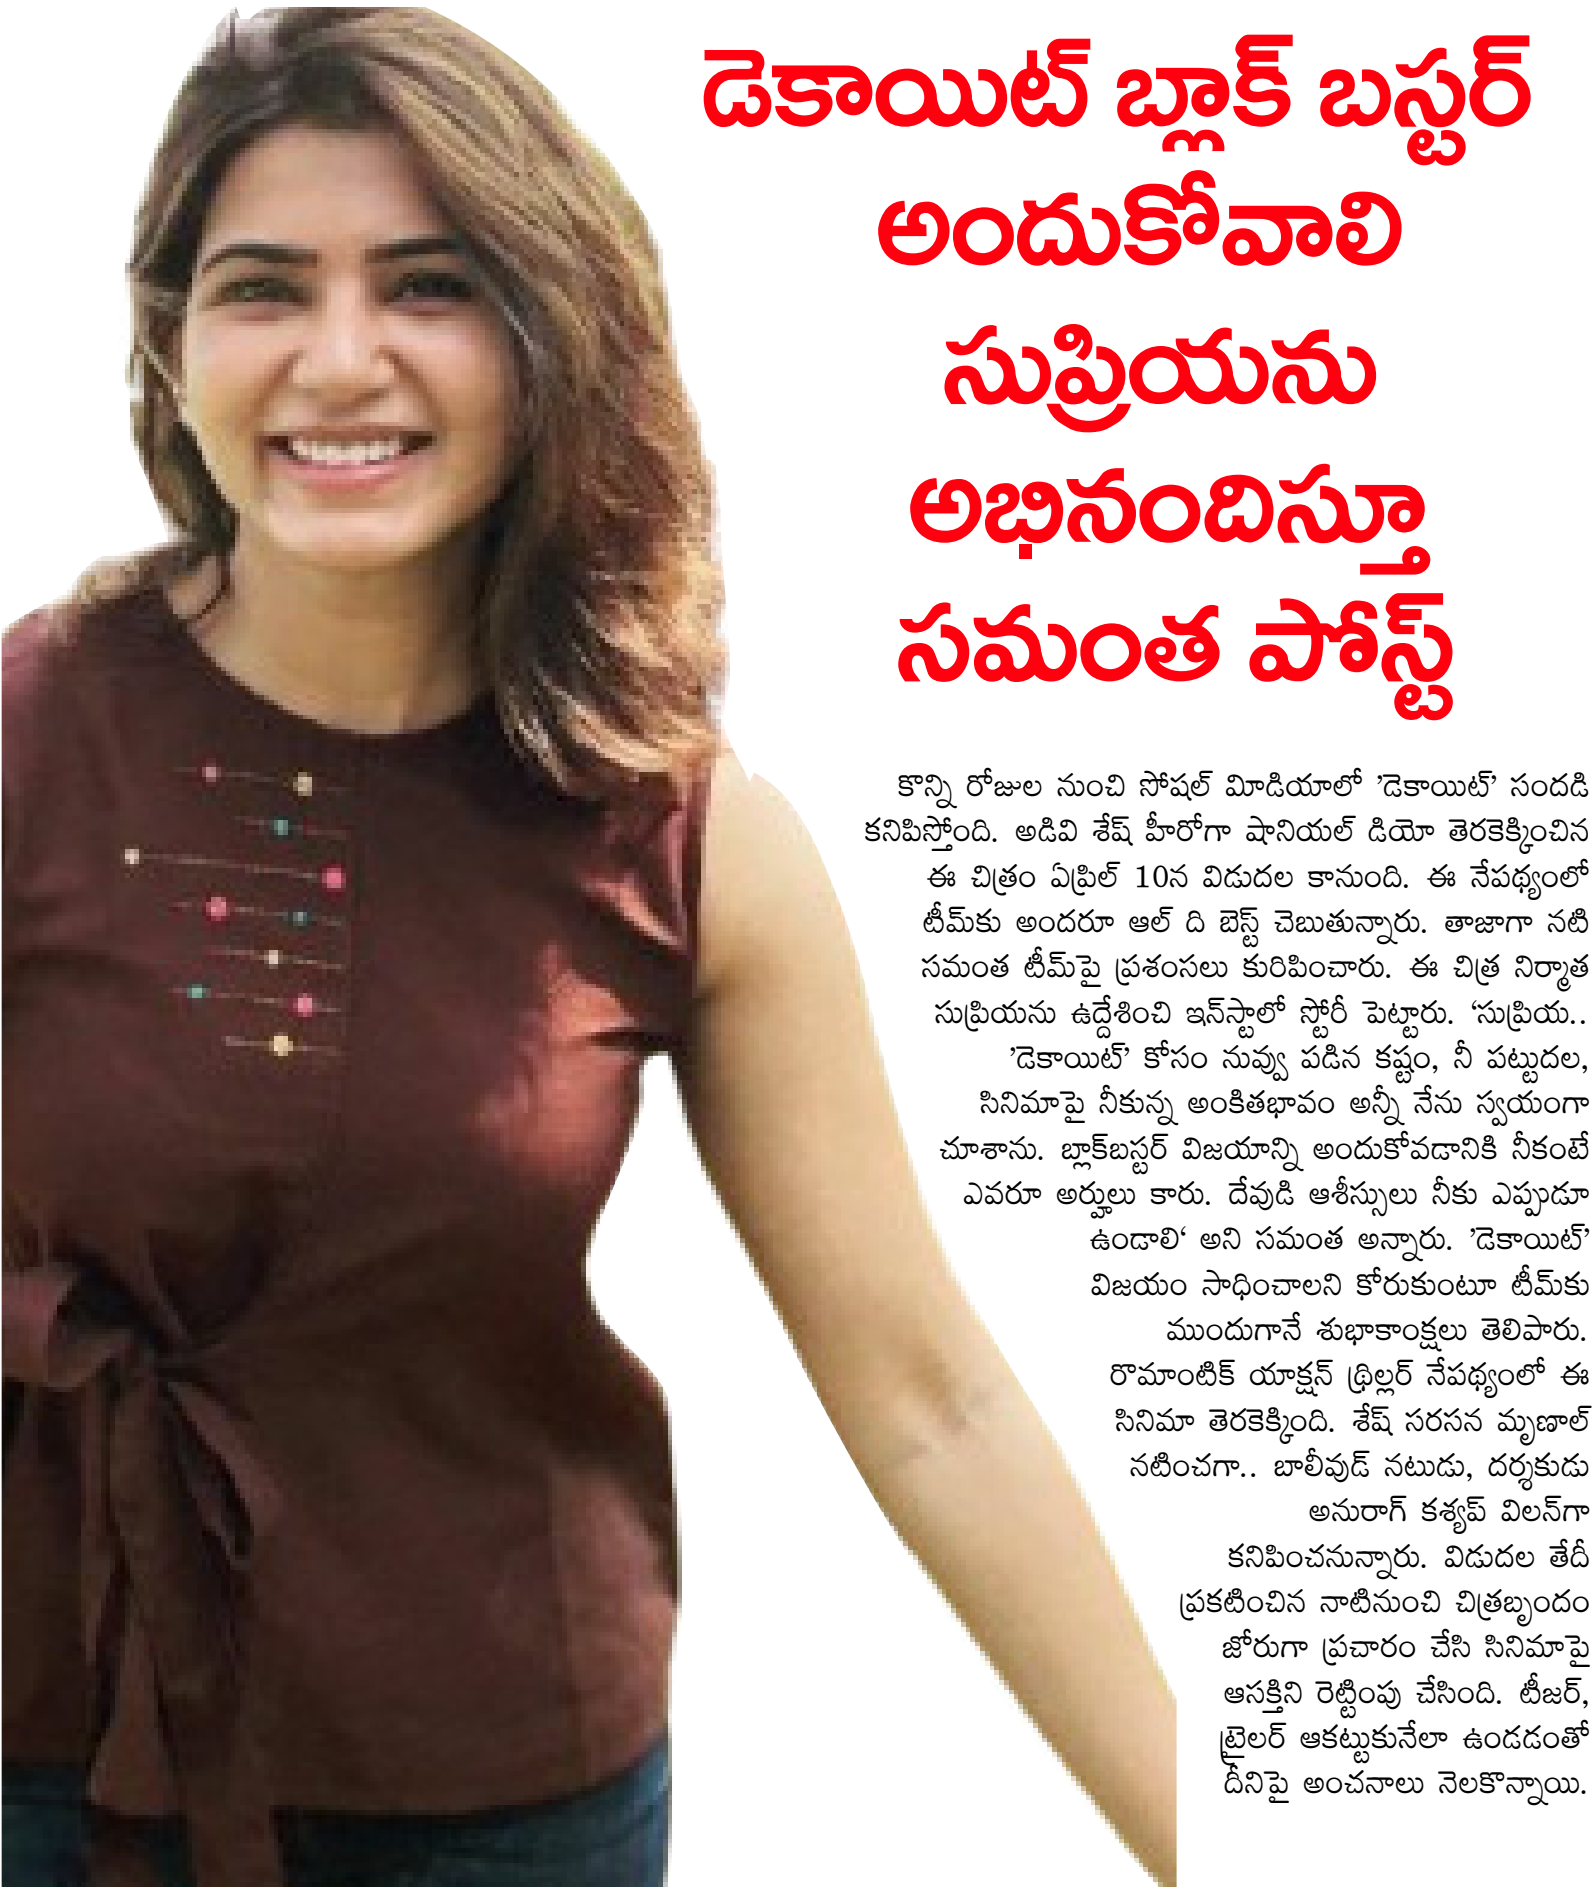 డెకాయిట్ బ్లాక్ బస్టర్
అందుకోవాలి
సుప్రియను
అభినందిస్తూ
సమంత పోస్ట్
కొన్ని రోజుల నుంచి సోషల్ మీడియాలో 'డెకాయిట్' సందడి
కనిపిస్తోంది. అడివి శేష్ హీరోగా షానియల్ డియో తెరకెక్కించిన
ఈ చిత్రం ఏప్రిల్ 10న విడుదల కానుంది. ఈ నేపథ్యంలో
టీమ్‌కు అందరూ ఆల్ ది బెస్ట్ చెబుతున్నారు. తాజాగా నటి
సమంత టీమ్‌పై ప్రశంసలు కురిపించారు. ఈ చిత్ర నిర్మాత
సుప్రియను ఉద్దేశించి ఇన్‌స్టాలో స్టోరీ పెట్టారు. ‘సుప్రియ..
'డెకాయిట్' కోసం నువ్వు పడిన కష్టం, నీ పట్టుదల,
సినిమాపై నీకున్న అంకితభావం అన్నీ నేను స్వయంగా
చూశాను. బ్లాక్‌బస్టర్ విజయాన్ని అందుకోవడానికి నీకంటే
ఎవరూ అర్హులు కారు. దేవుడి ఆశీస్సులు నీకు ఎప్పుడూ
ఉండాలి‘ అని సమంత అన్నారు. 'డెకాయిట్'
విజయం సాధించాలని కోరుకుంటూ టీమ్‌కు
ముందుగానే శుభాకాంక్షలు తెలిపారు.
రొమాంటిక్ యాక్షన్ థ్రిల్లర్ నేపథ్యంలో ఈ
సినిమా తెరకెక్కింది. శేష్ సరసన మృణాల్
నటించగా.. బాలీవుడ్ నటుడు, దర్శకుడు
అనురాగ్ కశ్యప్ విలన్‌గా
కనిపించనున్నారు. విడుదల తేదీ
ప్రకటించిన నాటినుంచి చిత్రబృందం
జోరుగా ప్రచారం చేసి సినిమాపై
ఆసక్తిని రెట్టింపు చేసింది. టీజర్,
ట్రైలర్ ఆకట్టుకునేలా ఉండడంతో
దీనిపై అంచనాలు నెలకొన్నాయి.